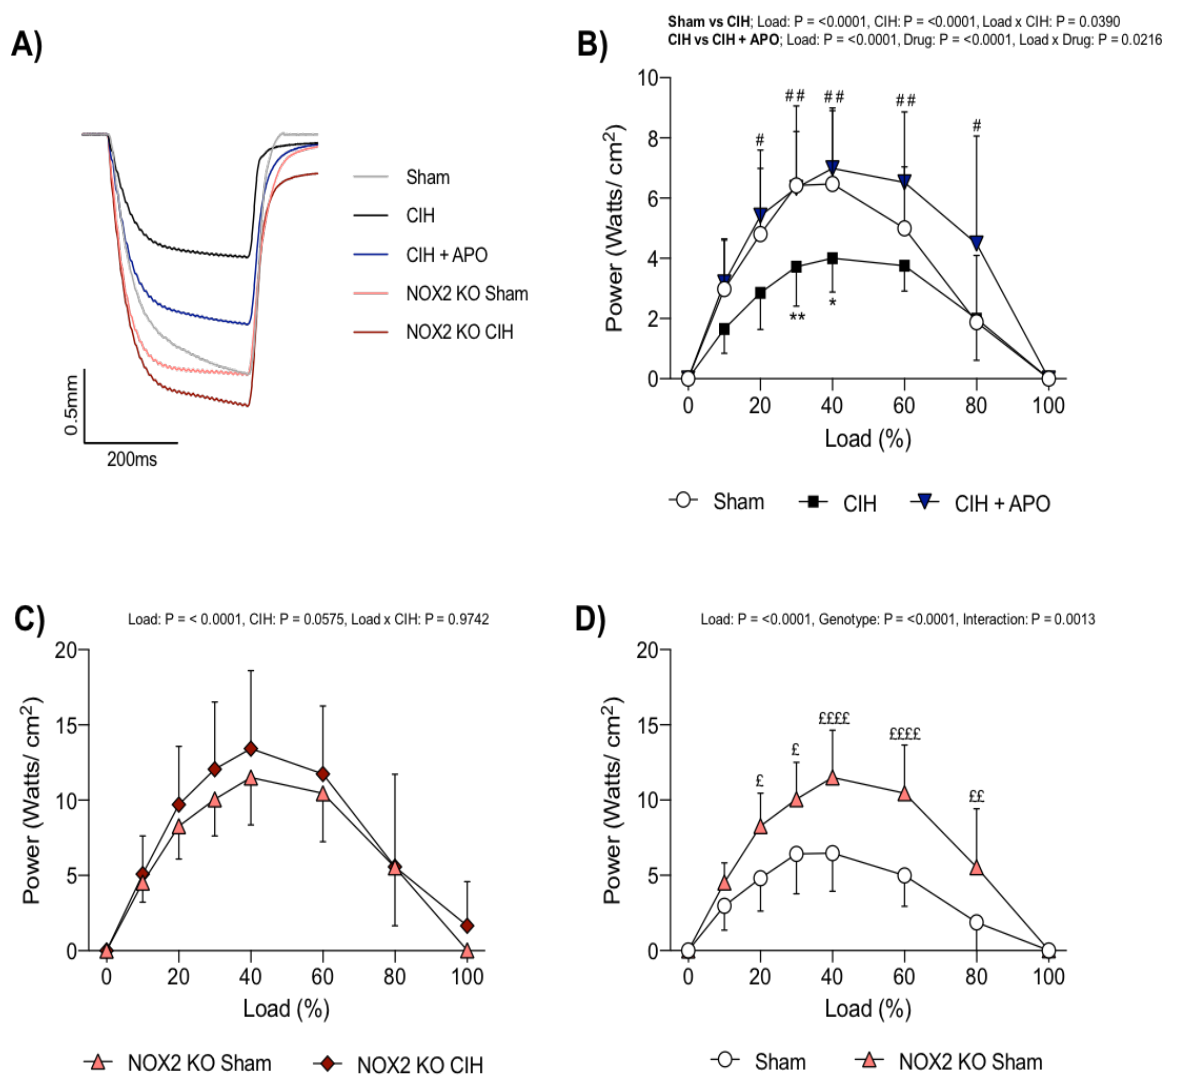 A)
Sham
CIH
CIH + APO
NOX2 KO Sham
NOX2 KO CIH
0.5mm
200ms
B)
Sham vs CIH; Load: P = <0.0001, CIH: P = <0.0001, Load x CIH: P = 0.0390
CIH vs CIH + APO; Load: P = <0.0001, Drug: P = <0.0001, Load x Drug: P = 0.0216
Power (Watts/ cm²)
10
8
6
4
2
0
#
##
##
##
#
**
*
0 20 40 60 80 100
Load (%)
Sham CIH CIH + APO
C)
Load: P = < 0.0001, CIH: P = 0.0575, Load x CIH: P = 0.9742
Power (Watts/ cm²)
20
15
10
5
0
0 20 40 60 80 100
Load (%)
NOX2 KO Sham NOX2 KO CIH
D)
Load: P = <0.0001, Genotype: P = <0.0001, Interaction: P = 0.0013
Power (Watts/ cm²)
20
15
10
5
0
£
£
££££
££££
££
0 20 40 60 80 100
Load (%)
Sham NOX2 KO Sham